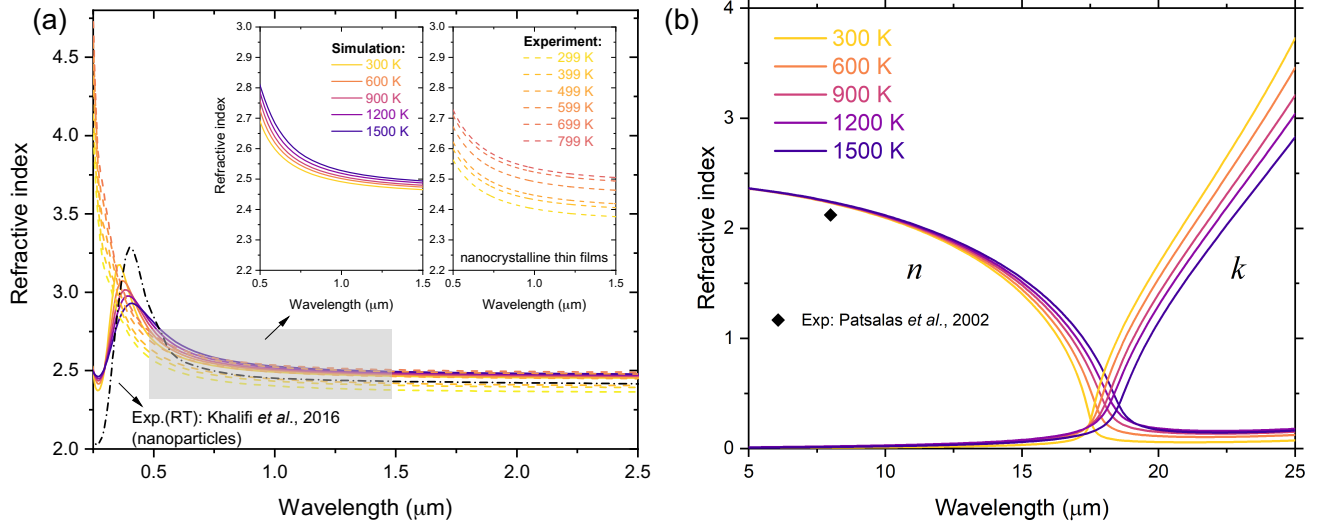 (a)
Refractive index
4.5
4.0
3.5
3.0
2.5
2.0
0.5
1.0
1.5
2.0
2.5
Wavelength (μm)
Exp.(RT): Khalifi et al., 2016
(nanoparticles)
Refractive index
3.0
2.9
2.8
2.7
2.6
2.5
2.4
2.3
2.2
0.5
1.0
1.5
Wavelength (μm)
Simulation:
300 K
600 K
900 K
1200 K
1500 K
3.0
2.9
2.8
2.7
2.6
2.5
2.4
2.3
2.2
0.5
1.0
1.5
Wavelength (μm)
Experiment:
299 K
399 K
499 K
599 K
699 K
799 K
nanocrystalline thin films
(b)
Refractive index
4
3
2
1
0
5
10
15
20
25
Wavelength (μm)
300 K
600 K
900 K
1200 K
1500 K
n
k
Exp: Patsalas et al., 2002